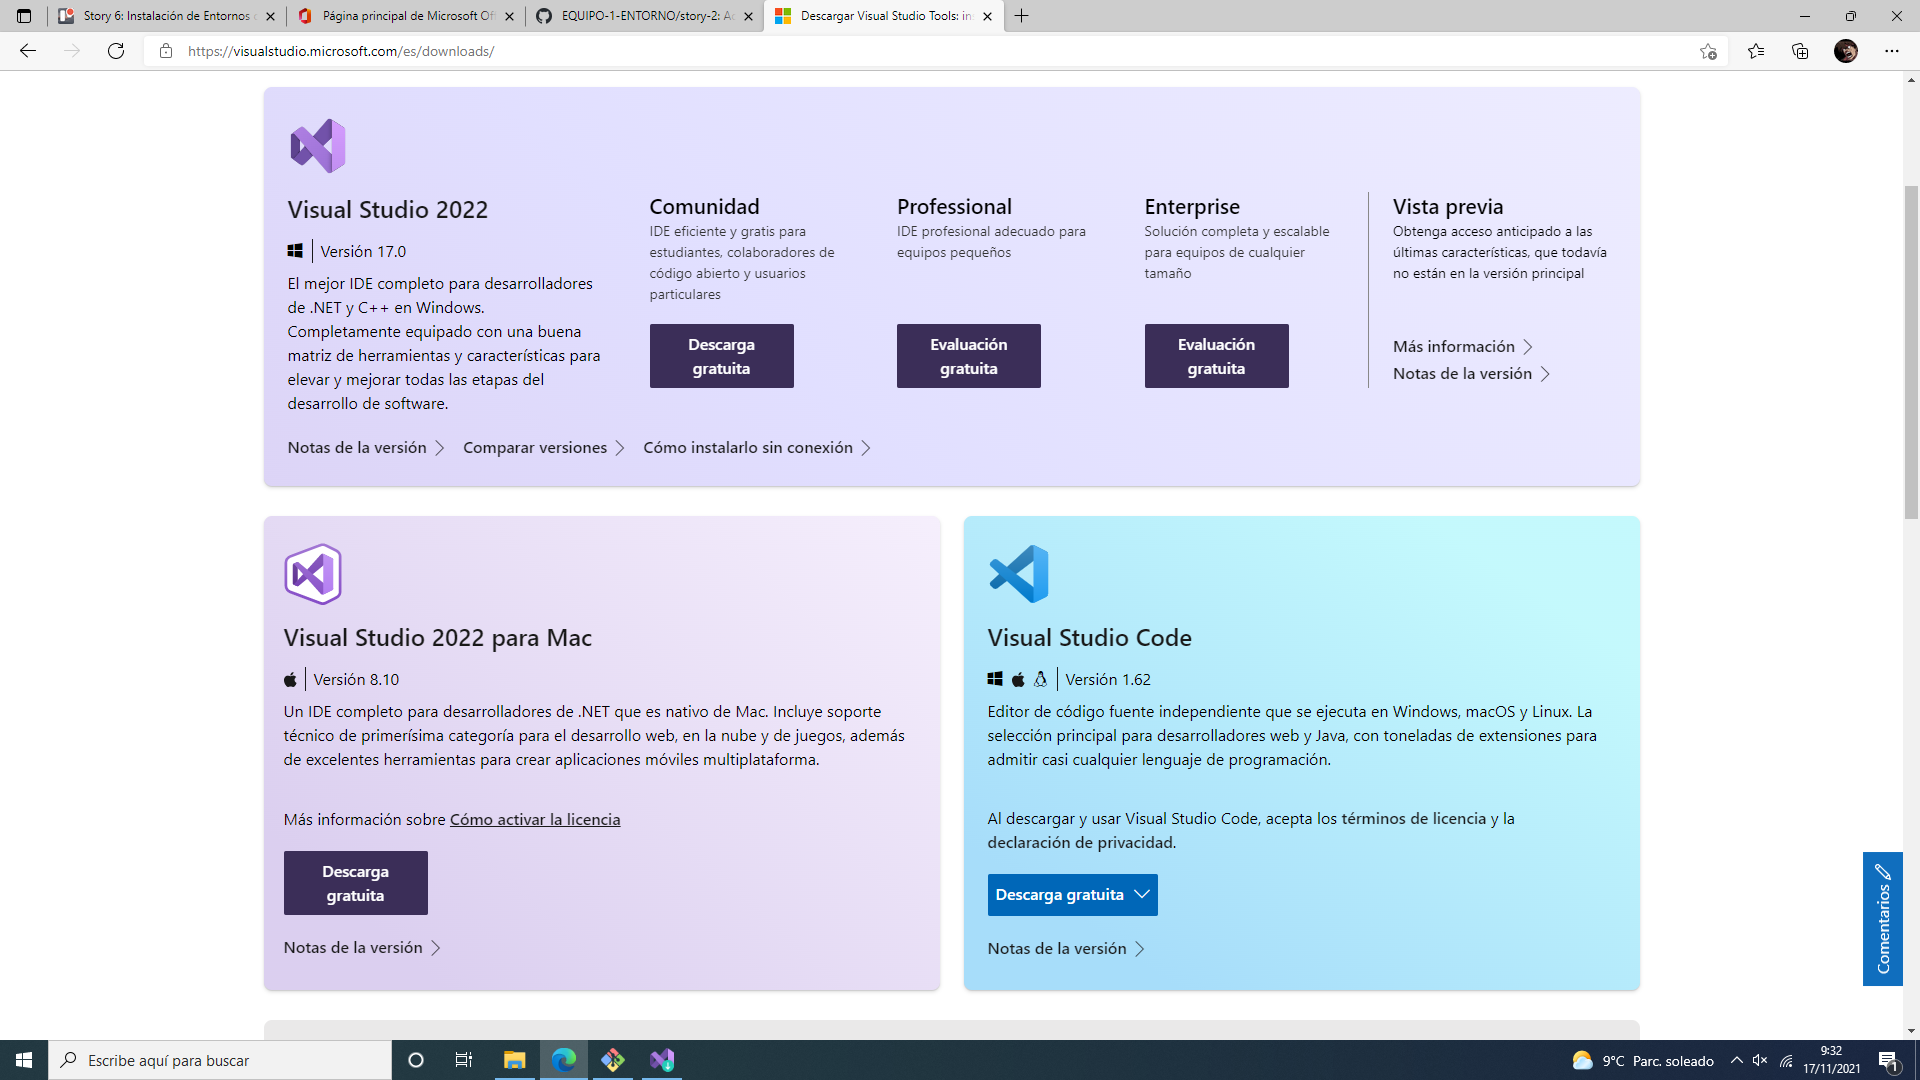 Story 6: Instalación de Entornos
Página principal de Microsoft Off
EQUIPO-1-ENTORNO/story-2: Ac
Descargar Visual Studio Tools: in
https://visualstudio.microsoft.com/es/downloads/
Visual Studio 2022
Versión 17.0
El mejor IDE completo para desarrolladores
de .NET y C++ en Windows.
Completamente equipado con una buena
matriz de herramientas y características para
elevar y mejorar todas las etapas del
desarrollo de software.
Comunidad
IDE eficiente y gratis para
estudiantes, colaboradores de
código abierto y usuarios
particulares
Descarga
gratuita
Professional
IDE profesional adecuado para
equipos pequeños
Evaluación
gratuita
Enterprise
Solución completa y escalable
para equipos de cualquier
tamaño
Evaluación
gratuita
Vista previa
Obtenga acceso anticipado a las
últimas características, que todavía
no están en la versión principal
Más información
Notas de la versión
Notas de la versión
Comparar versiones
Cómo instalarlo sin conexión
Visual Studio 2022 para Mac
Versión 8.10
Un IDE completo para desarrolladores de .NET que es nativo de Mac. Incluye soporte
técnico de primerísima categoría para el desarrollo web, en la nube y de juegos, además
de excelentes herramientas para crear aplicaciones móviles multiplataforma.
Más información sobre Cómo activar la licencia
Descarga
gratuita
Notas de la versión
Visual Studio Code
Versión 1.62
Editor de código fuente independiente que se ejecuta en Windows, macOS y Linux. La
selección principal para desarrolladores web y Java, con toneladas de extensiones para
admitir casi cualquier lenguaje de programación.
Al descargar y usar Visual Studio Code, acepta los términos de licencia y la
declaración de privacidad.
Descarga gratuita
Notas de la versión
Comentarios
Escribe aquí para buscar
9°C Parc. soleado
9:32
17/11/2021
1